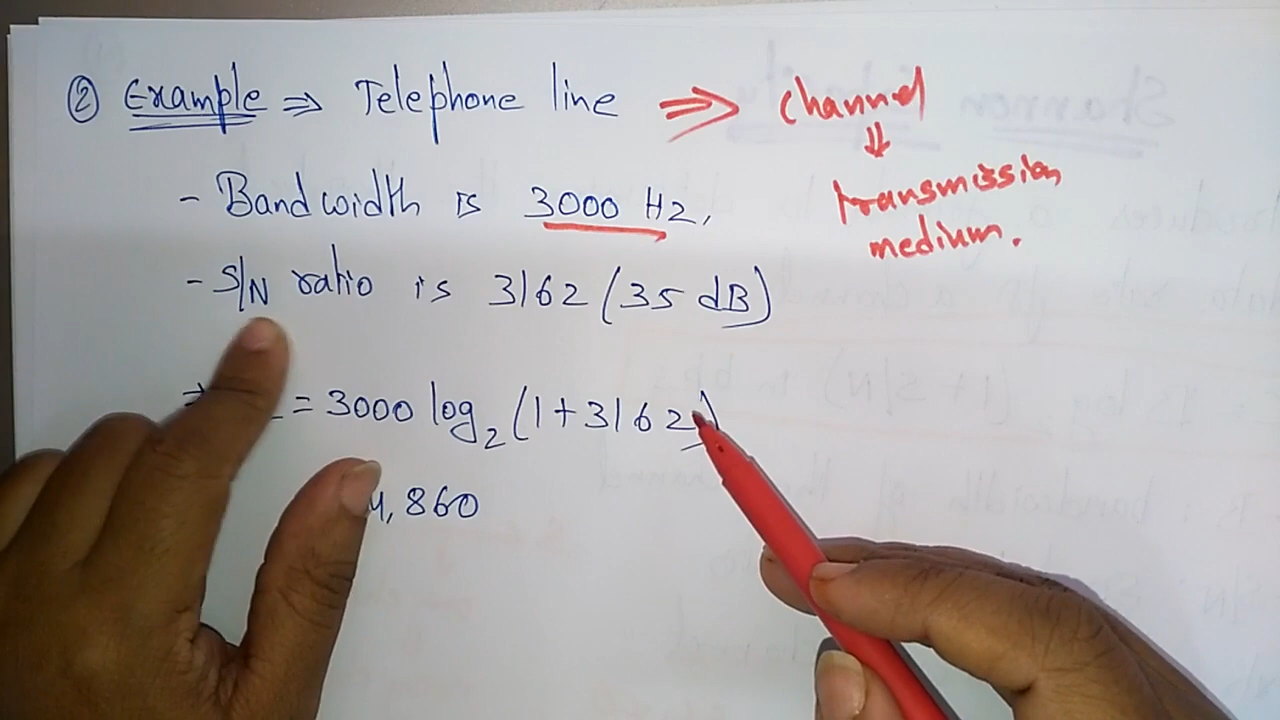 ② Example ⇒ Telephone line ⇒ channel
⇓
transmission
medium.
- Bandwidth is 3000 Hz,
- S/N ratio is 3162 (35 dB)
= 3000 log₂ (1+3162)
4,860